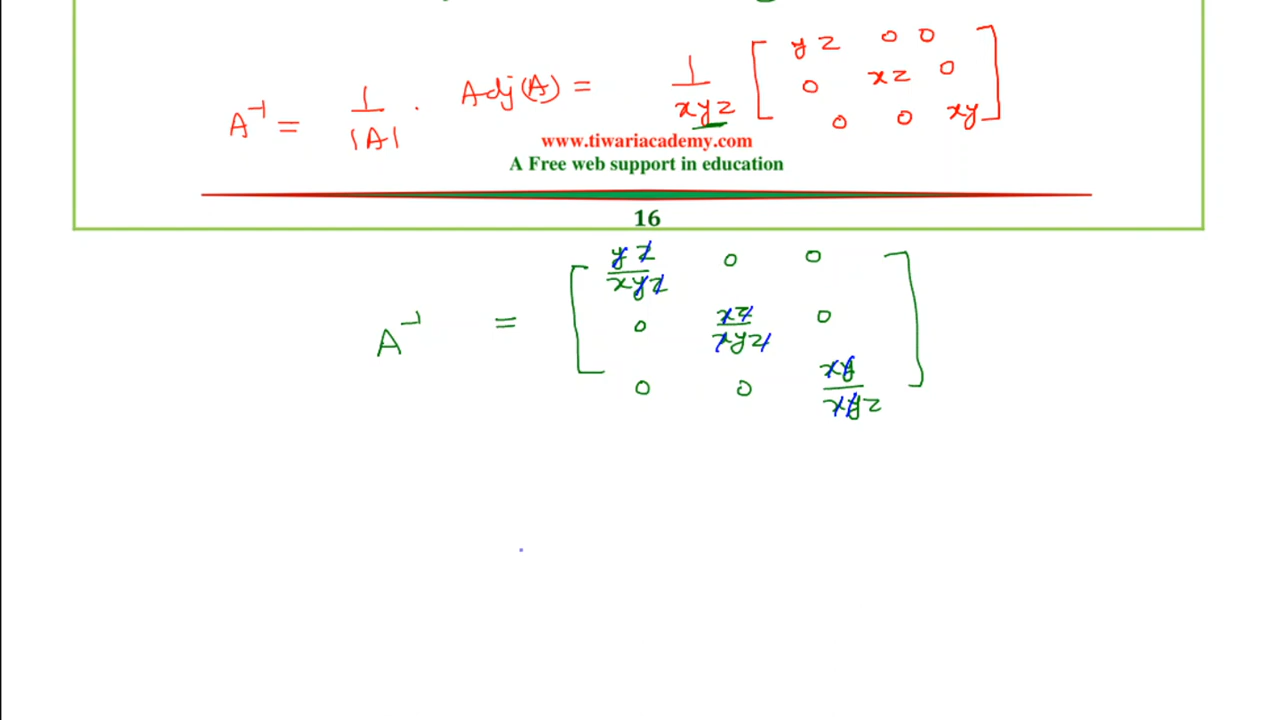 A⁻¹ = 1/|A| . Adj(A) = 1/xyz [ yz 0 0
0 xz 0
0 0 xy ]
www.tiwariacademy.com
A Free web support in education
16
A⁻¹ = [ yz/xyz 0 0
0 xz/xyz 0
0 0 xy/xyz ]